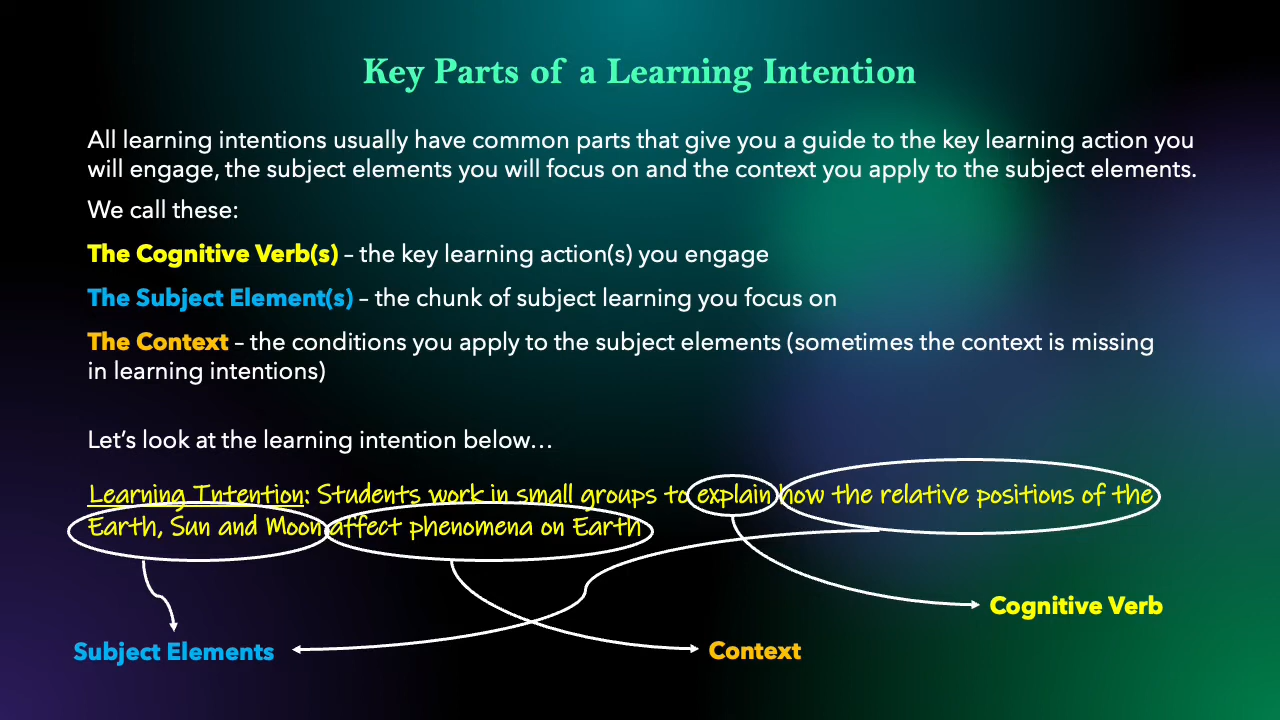 Key Parts of a Learning Intention
All learning intentions usually have common parts that give you a guide to the key learning action you
will engage, the subject elements you will focus on and the context you apply to the subject elements.
We call these:
The Cognitive Verb(s) – the key learning action(s) you engage
The Subject Element(s) – the chunk of subject learning you focus on
The Context – the conditions you apply to the subject elements (sometimes the context is missing
in learning intentions)
Let’s look at the learning intention below…
Learning Intention: Students work in small groups to explain how the relative positions of the
Earth, Sun and Moon affect phenomena on Earth
Cognitive Verb
Subject Elements
Context